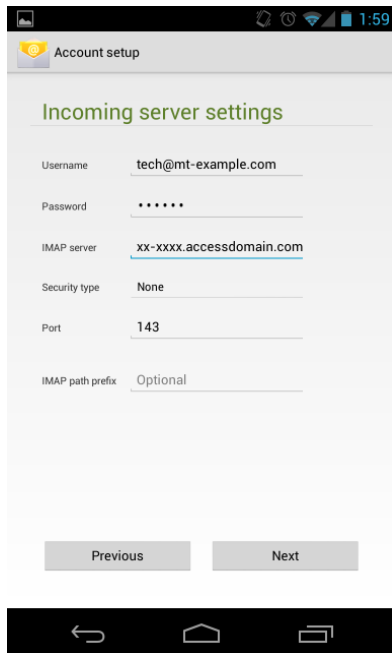 1:59
Account setup
Incoming server settings
Username tech@mt-example.com
Password ••••••
IMAP server xx-xxxx.accessdomain.com
Security type None
Port 143
IMAP path prefix Optional
Previous Next